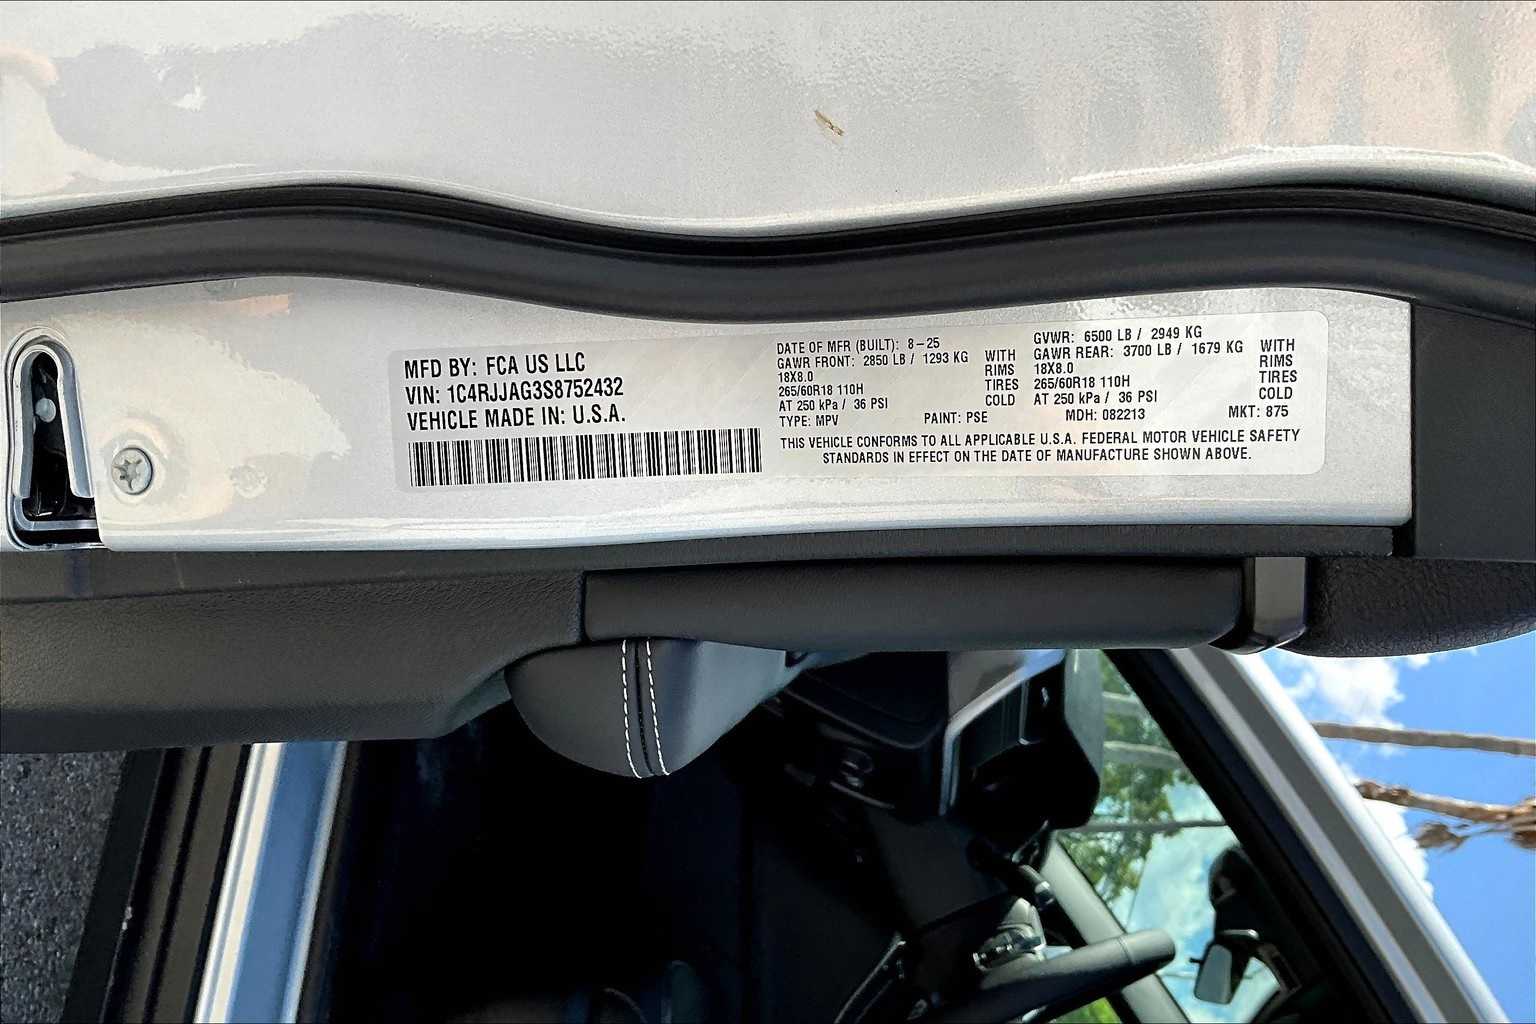 MFD BY: FCA US LLC
VIN: 1C4RJJAG3S8752432
VEHICLE MADE IN: U.S.A.
DATE OF MFR (BUILT): 8-25
GAWR FRONT: 2850 LB / 1293 KG WITH
18X8.0 RIMS
265/60R18 110H TIRES
AT 250 kPa / 36 PSI COLD
TYPE: MPV PAINT: PSE
GVWR: 6500 LB / 2949 KG
GAWR REAR: 3700 LB / 1679 KG WITH
18X8.0 RIMS
265/60R18 110H TIRES
AT 250 kPa / 36 PSI COLD
MDH: 082213 MKT: 875
THIS VEHICLE CONFORMS TO ALL APPLICABLE U.S.A. FEDERAL MOTOR VEHICLE SAFETY
STANDARDS IN EFFECT ON THE DATE OF MANUFACTURE SHOWN ABOVE.